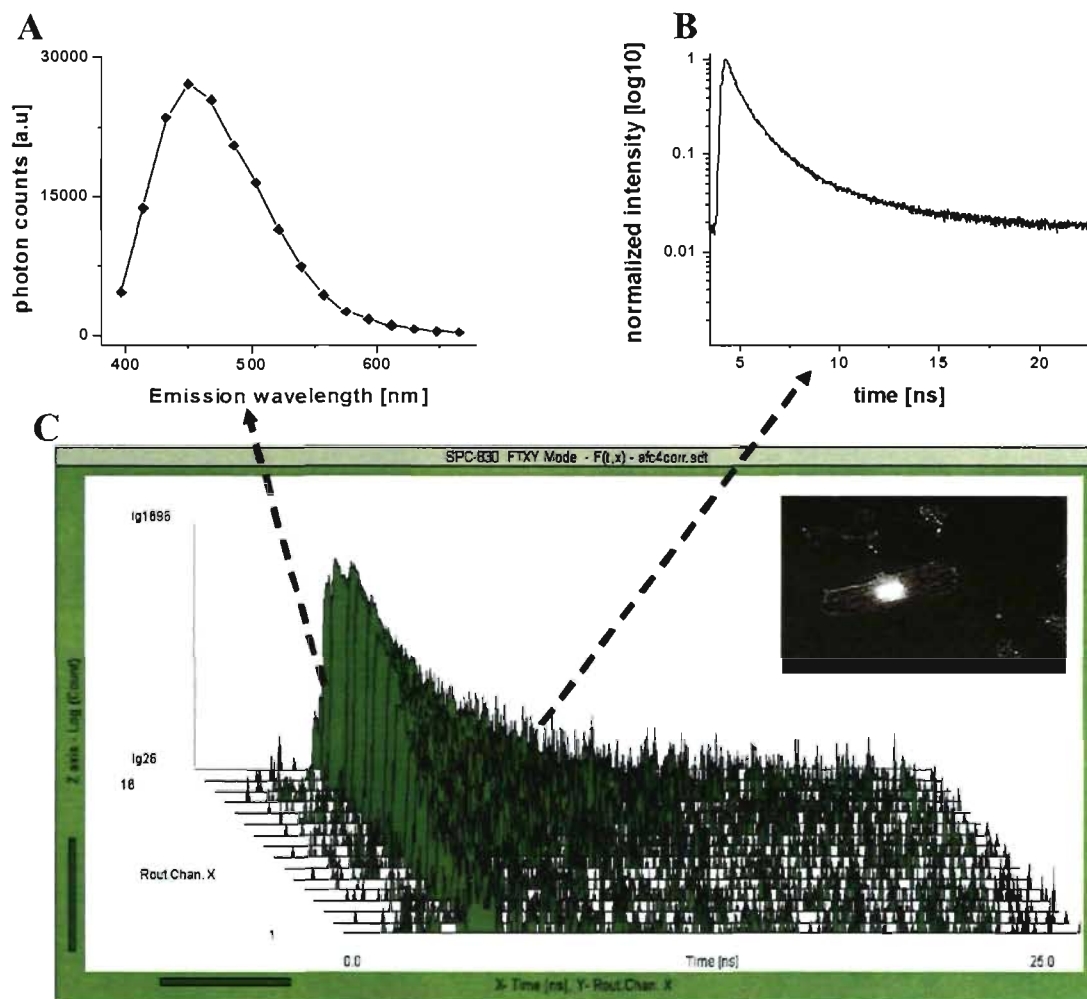 A
30000
15000
0
photon counts [a.u]
400
500
600
Emission wavelength [nm]
B
1
0.1
0.01
normalized intensity [log10]
5
10
15
20
time [ns]
C
SPC-830 FTXY Mode - F(t,x) - afc4corr.sdt
lg1696
lg26
Z axis - Log (Count)
16
Rout.Chan. X
1
0.0
Time [ns]
25.0
X- Time [ns], Y- Rout.Chan. X